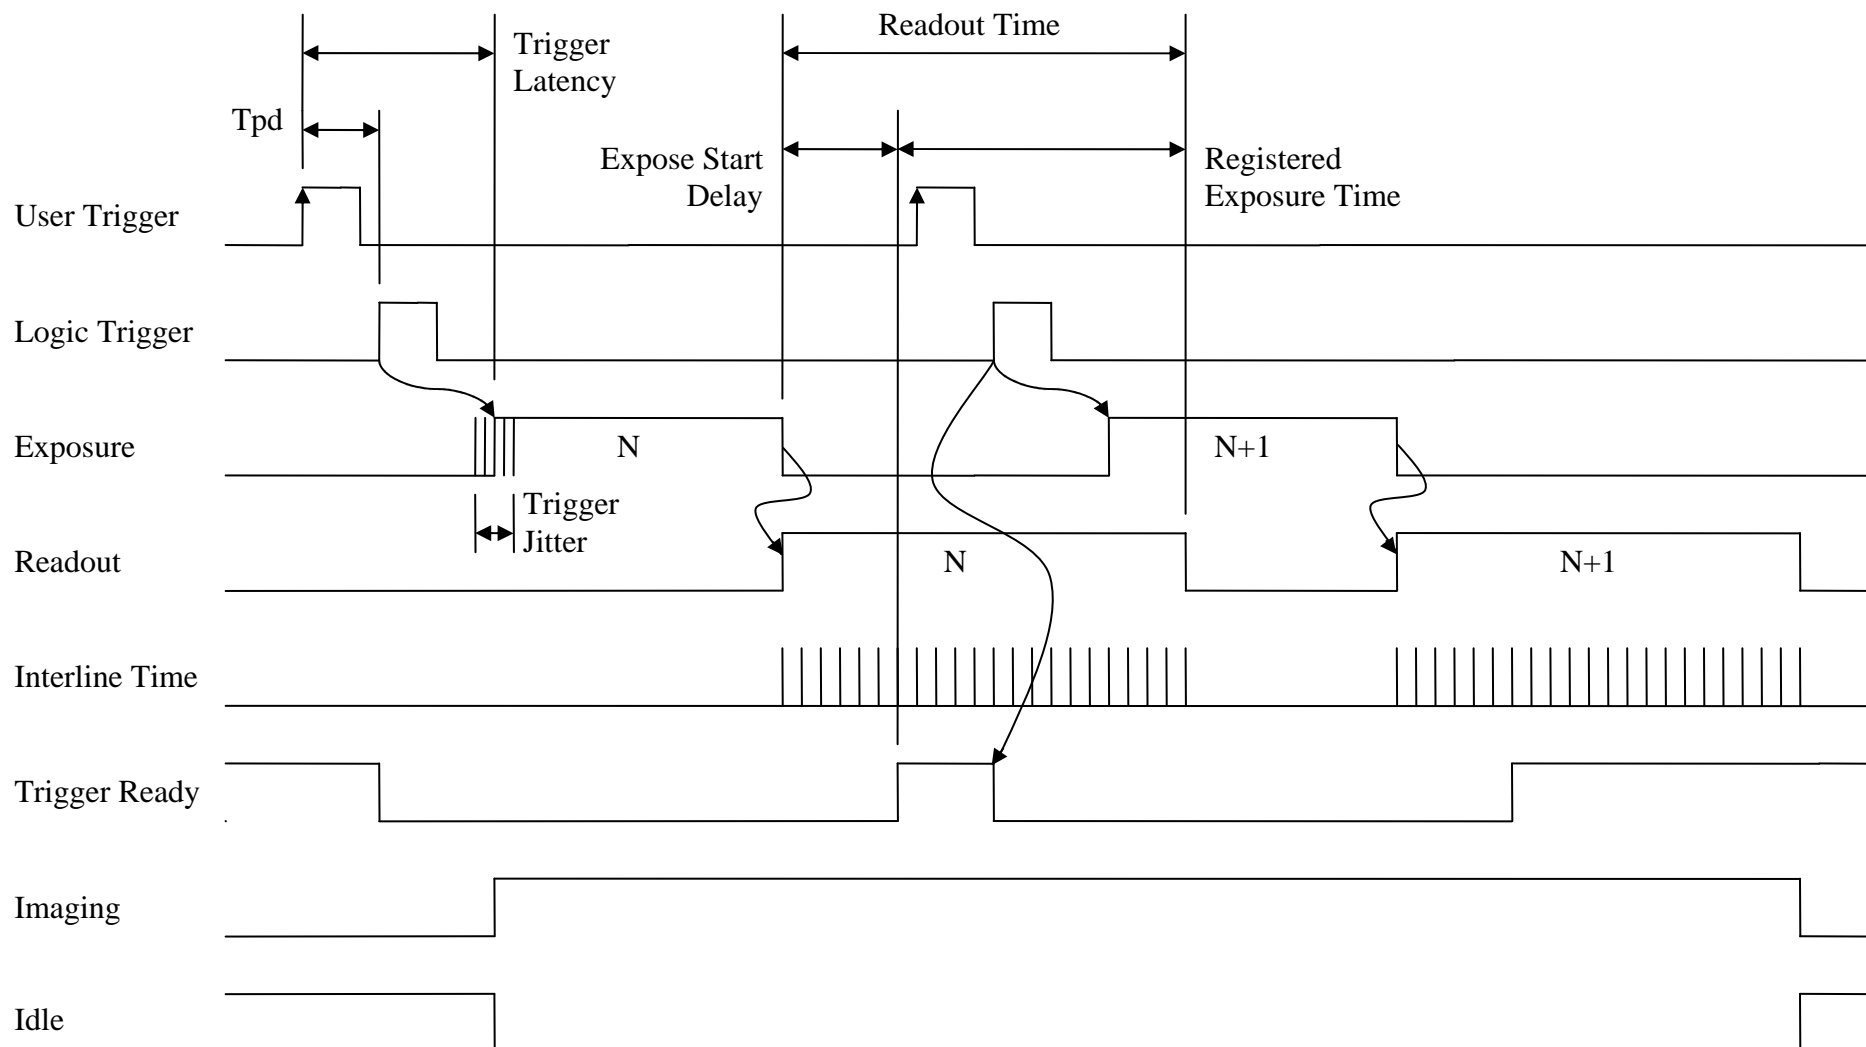 Readout Time
Trigger
Latency
Tpd
Expose Start
Delay
Registered
Exposure Time
User Trigger
Logic Trigger
Exposure
N
N+1
Trigger
Jitter
Readout
N
N+1
Interline Time
Trigger Ready
Imaging
Idle